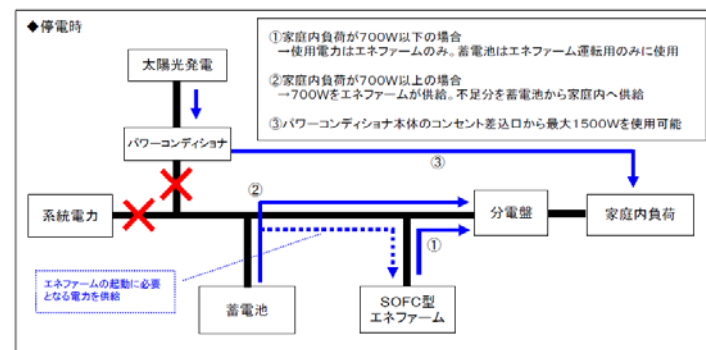 ◆停電時
①家庭内負荷が700W以下の場合
→使用電力はエネファームのみ。蓄電池はエネファーム運転用のみに使用
②家庭内負荷が700W以上の場合
→700Wをエネファームが供給。不足分を蓄電池から家庭内へ供給
③パワーコンディショナ本体のコンセント差込口から最大1500Wを使用可能
太陽光発電
パワーコンディショナ
③
②
系統電力
分電盤
家庭内負荷
①
エネファームの起動に必要
となる電力を供給
蓄電池
SOFC型
エネファーム